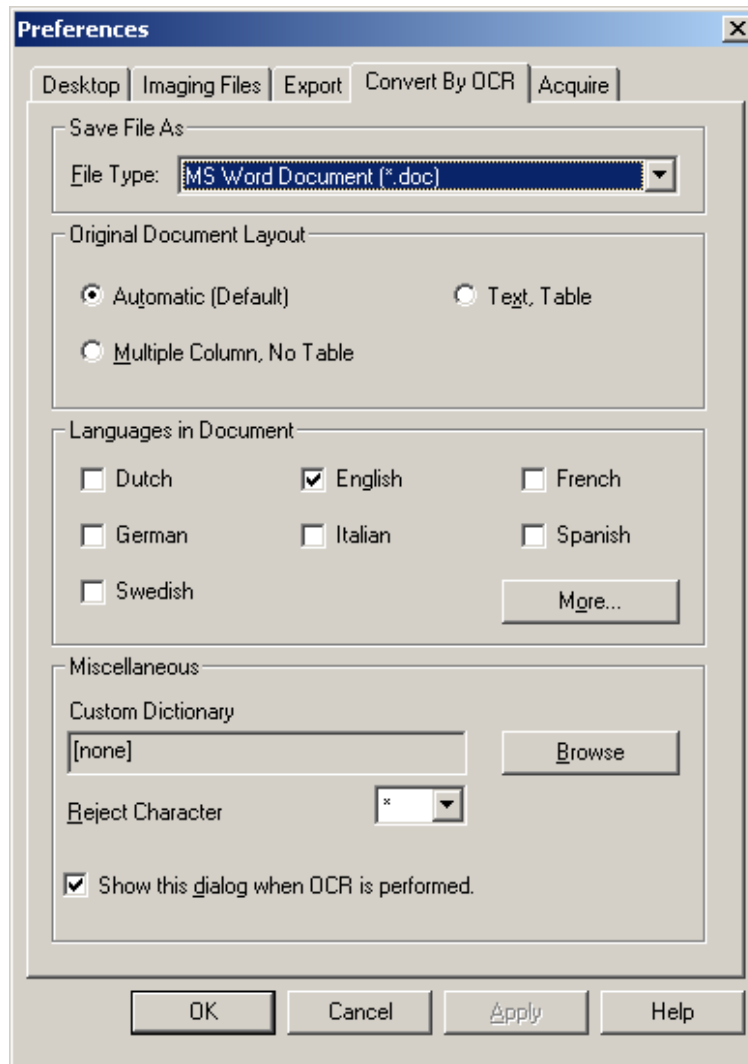 Preferences
Desktop Imaging Files Export Convert By OCR Acquire
Save File As
File Type: MS Word Document (*.doc)
Original Document Layout
Automatic (Default) Text, Table
Multiple Column, No Table
Languages in Document
Dutch English French
German Italian Spanish
Swedish More...
Miscellaneous
Custom Dictionary
[none] Browse
Reject Character *
Show this dialog when OCR is performed.
OK Cancel Apply Help